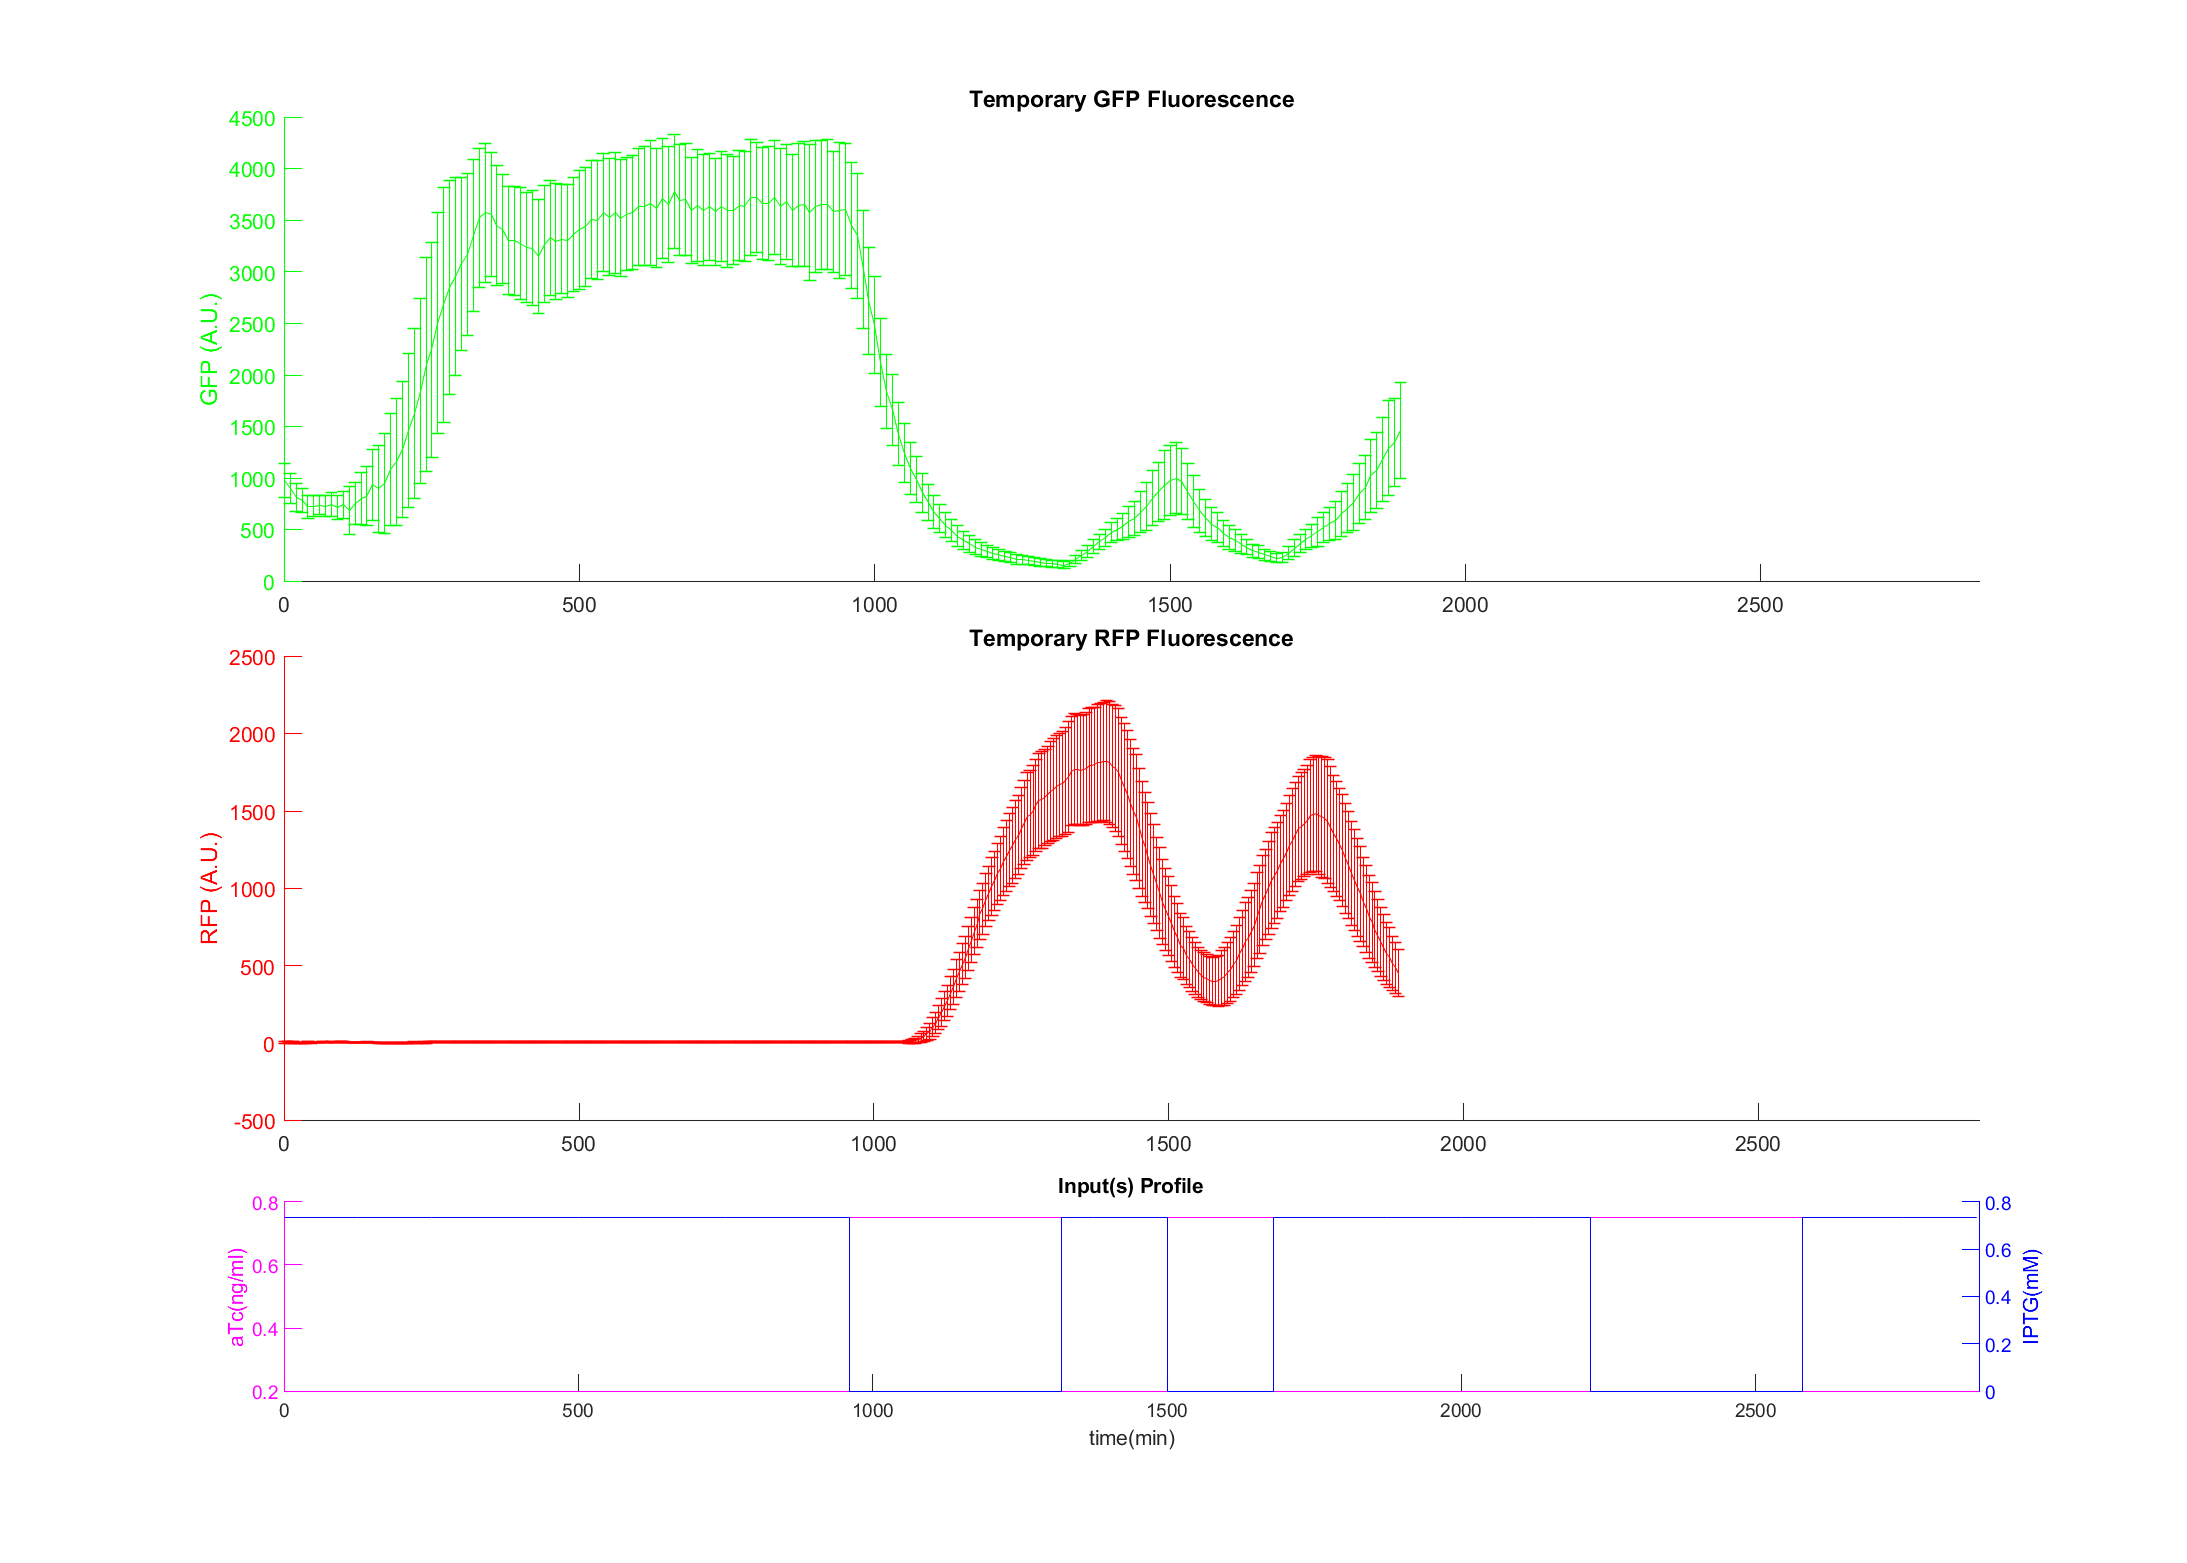 Temporary GFP Fluorescence
4500
4000
3500
3000
2500
2000
1500
1000
500
0
GFP (A.U.)
0 500 1000 1500 2000 2500
Temporary RFP Fluorescence
2500
2000
1500
1000
500
0
-500
RFP (A.U.)
0 500 1000 1500 2000 2500
Input(s) Profile
0.8
0.6
0.4
0.2
aTc(ng/ml)
0.8
0.6
0.4
0.2
0
IPTG(mM)
0 500 1000 1500 2000 2500
time(min)